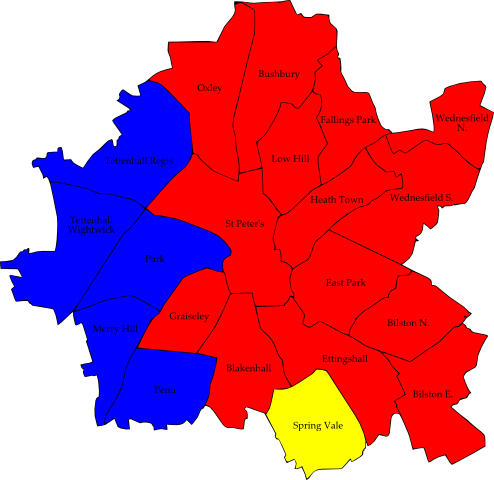 Bushbury
Oxley
Fallings Park
Wednesfield
N.
Low Hill
Tettenhall Regis
Heath Town
Wednesfield S.
Tettenhall
Wightwick
St Peter's
Park
East Park
Graiseley
Bilston N.
Merry Hill
Ettingshall
Blakenhall
Penn
Bilston E.
Spring Vale